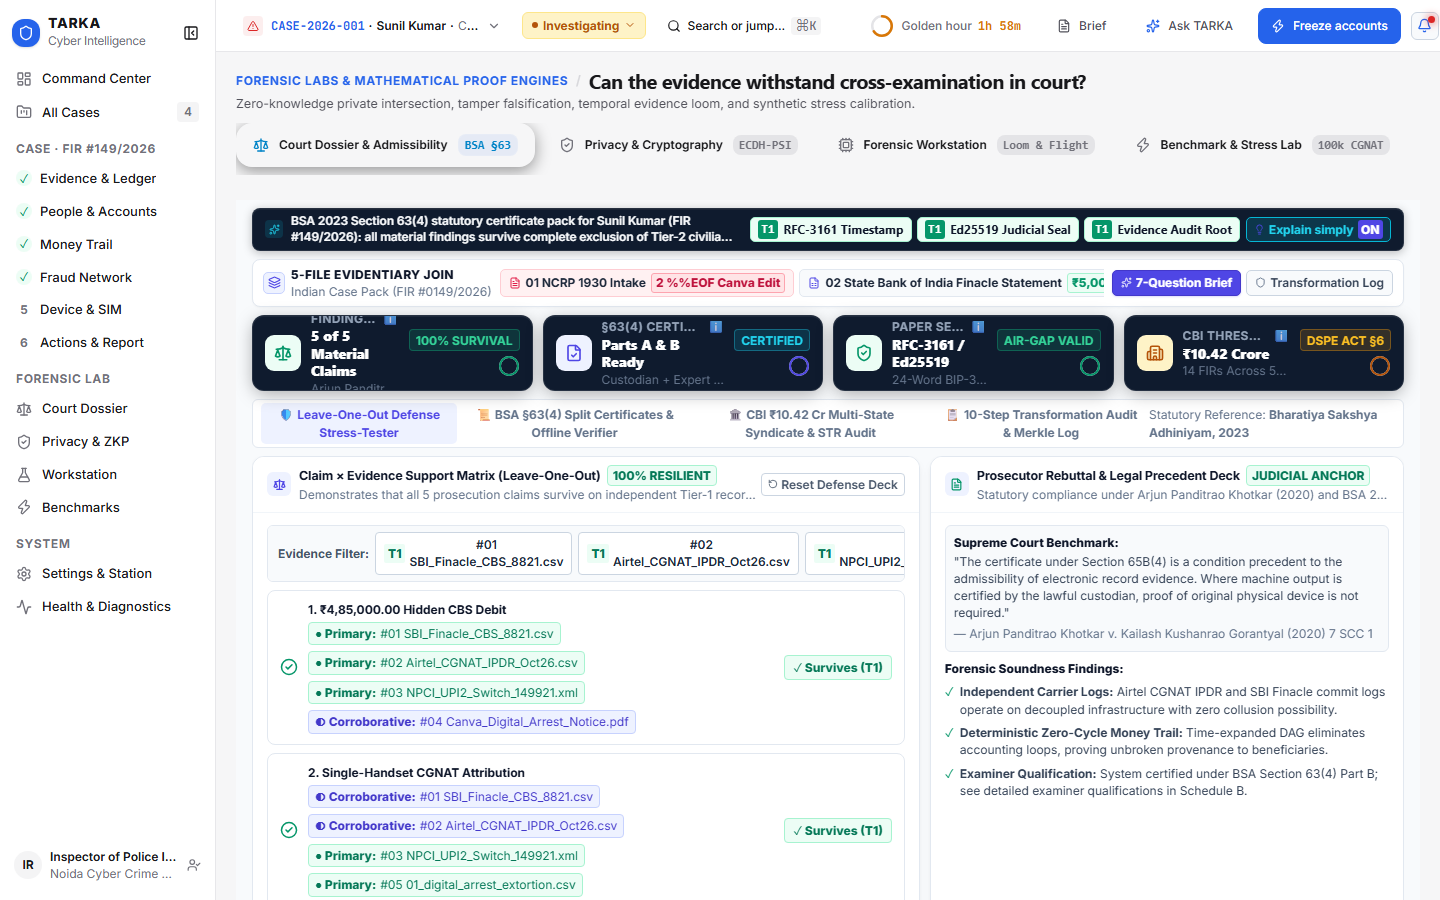 TARKA
Cyber Intelligence
Command Center
All Cases 4
CASE · FIR #149/2026
✓ Evidence & Ledger
✓ People & Accounts
✓ Money Trail
✓ Fraud Network
5 Device & SIM
6 Actions & Report
FORENSIC LAB
Court Dossier
Privacy & ZKP
Workstation
Benchmarks
SYSTEM
Settings & Station
Health & Diagnostics
IR
Inspector of Police I...
Noida Cyber Crime ...
CASE-2026-001 · Sunil Kumar · C...
Investigating
Search or jump... ⌘K
Golden hour 1h 58m
Brief
Ask TARKA
Freeze accounts
FORENSIC LABS & MATHEMATICAL PROOF ENGINES / Can the evidence withstand cross-examination in court?
Zero-knowledge private intersection, tamper falsification, temporal evidence loom, and synthetic stress calibration.
Court Dossier & Admissibility BSA §63
Privacy & Cryptography ECDH-PSI
Forensic Workstation Loom & Flight
Benchmark & Stress Lab 100k CGNAT
BSA 2023 Section 63(4) statutory certificate pack for Sunil Kumar (FIR
#149/2026): all material findings survive complete exclusion of Tier-2 civilia...
T1 RFC-3161 Timestamp
T1 Ed25519 Judicial Seal
T1 Evidence Audit Root
Explain simply ON
5-FILE EVIDENTIARY JOIN
Indian Case Pack (FIR #0149/2026)
01 NCRP 1930 Intake 2 %%EOF Canva Edit
02 State Bank of India Finacle Statement ₹5,00
7-Question Brief
Transformation Log
FINDING...
5 of 5
Material
Claims
Arjun Panditr
100% SURVIVAL
§63(4) CERTI...
Parts A & B
Ready
Custodian + Expert ...
CERTIFIED
PAPER SE...
RFC-3161 /
Ed25519
24-Word BIP-3...
AIR-GAP VALID
CBI THRES...
₹10.42 Crore
14 FIRs Across 5...
DSPE ACT §6
Leave-One-Out Defense
Stress-Tester
BSA §63(4) Split Certificates &
Offline Verifier
CBI ₹10.42 Cr Multi-State
Syndicate & STR Audit
10-Step Transformation Audit
& Merkle Log
Statutory Reference: Bharatiya Sakshya
Adhiniyam, 2023
Claim × Evidence Support Matrix (Leave-One-Out) 100% RESILIENT
Demonstrates that all 5 prosecution claims survive on independent Tier-1 recor...
Reset Defense Deck
Evidence Filter:
T1 #01
SBI_Finacle_CBS_8821.csv
T1 #02
Airtel_CGNAT_IPDR_Oct26.csv
T1
NPCI_UPI2_
1. ₹4,85,000.00 Hidden CBS Debit
● Primary: #01 SBI_Finacle_CBS_8821.csv
● Primary: #02 Airtel_CGNAT_IPDR_Oct26.csv
● Primary: #03 NPCI_UPI2_Switch_149921.xml
◐ Corroborative: #04 Canva_Digital_Arrest_Notice.pdf
✓ Survives (T1)
2. Single-Handset CGNAT Attribution
◐ Corroborative: #01 SBI_Finacle_CBS_8821.csv
◐ Corroborative: #02 Airtel_CGNAT_IPDR_Oct26.csv
● Primary: #03 NPCI_UPI2_Switch_149921.xml
● Primary: #05 01_digital_arrest_extortion.csv
✓ Survives (T1)
Prosecutor Rebuttal & Legal Precedent Deck JUDICIAL ANCHOR
Statutory compliance under Arjun Panditrao Khotkar (2020) and BSA 2...
Supreme Court Benchmark:
"The certificate under Section 65B(4) is a condition precedent to the
admissibility of electronic record evidence. Where machine output is
certified by the lawful custodian, proof of original physical device is not
required."
— Arjun Panditrao Khotkar v. Kailash Kushanrao Gorantyal (2020) 7 SCC 1
Forensic Soundness Findings:
✓ Independent Carrier Logs: Airtel CGNAT IPDR and SBI Finacle commit logs
operate on decoupled infrastructure with zero collusion possibility.
✓ Deterministic Zero-Cycle Money Trail: Time-expanded DAG eliminates
accounting loops, proving unbroken provenance to beneficiaries.
✓ Examiner Qualification: System certified under BSA Section 63(4) Part B;
see detailed examiner qualifications in Schedule B.